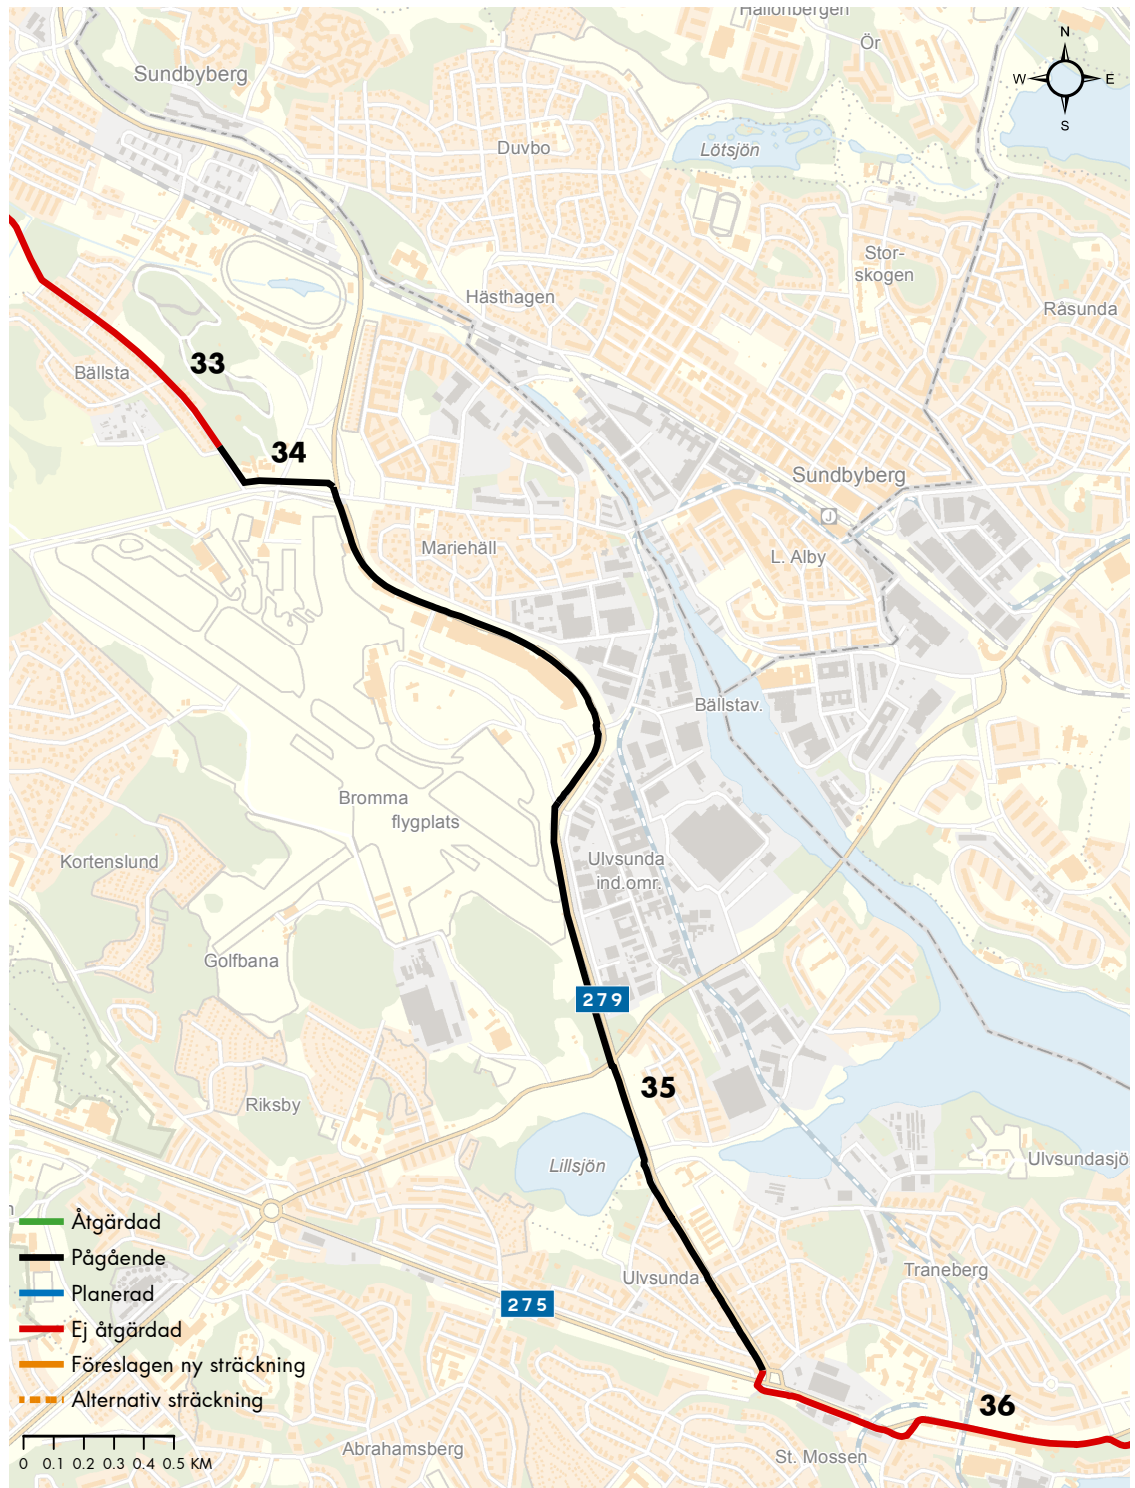 Hallonbergen
Ör
N
W
E
S
Sundbyberg
Duvbo
Lötsjön
Stor-
skogen
Hästhagen
Råsunda
33
Bällsta
34
Sundbyberg
J
Mariehäll
L. Alby
Bällstav.
Bromma
flygplats
Kortenslund
Ulvsunda
ind.omr.
Golfbana
279
35
Riksby
Lillsjön
Ulvsundasjö
Åtgärdad
Pågående
Planerad
Ej åtgärdad
Föreslagen ny sträckning
Alternativ sträckning
Ulvsunda
Traneberg
275
36
Abrahamsberg
St. Mossen
0 0.1 0.2 0.3 0.4 0.5 KM